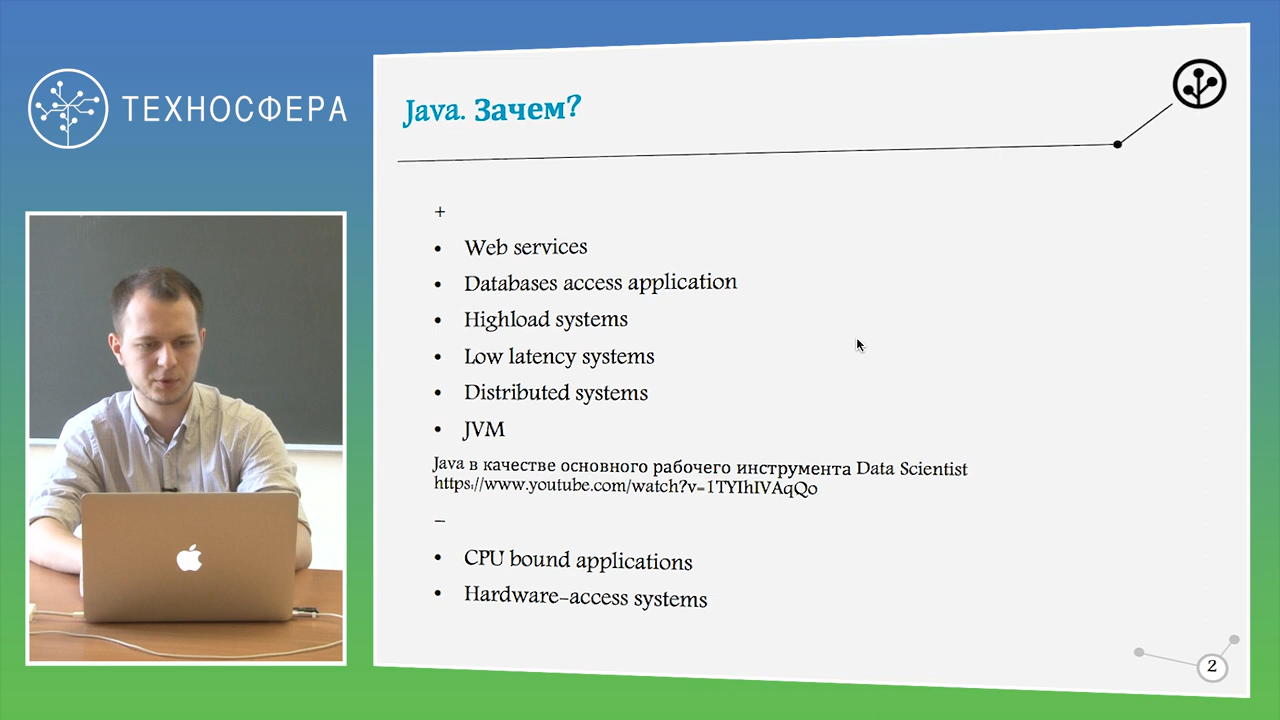 ТЕХНОСФЕРА
Java. Зачем?
+
• Web services
• Databases access application
• Highload systems
• Low latency systems
• Distributed systems
• JVM
Java в качестве основного рабочего инструмента Data Scientist
https://www.youtube.com/watch?v=1TYIhIVAqQo
–
• CPU bound applications
• Hardware-access systems
2